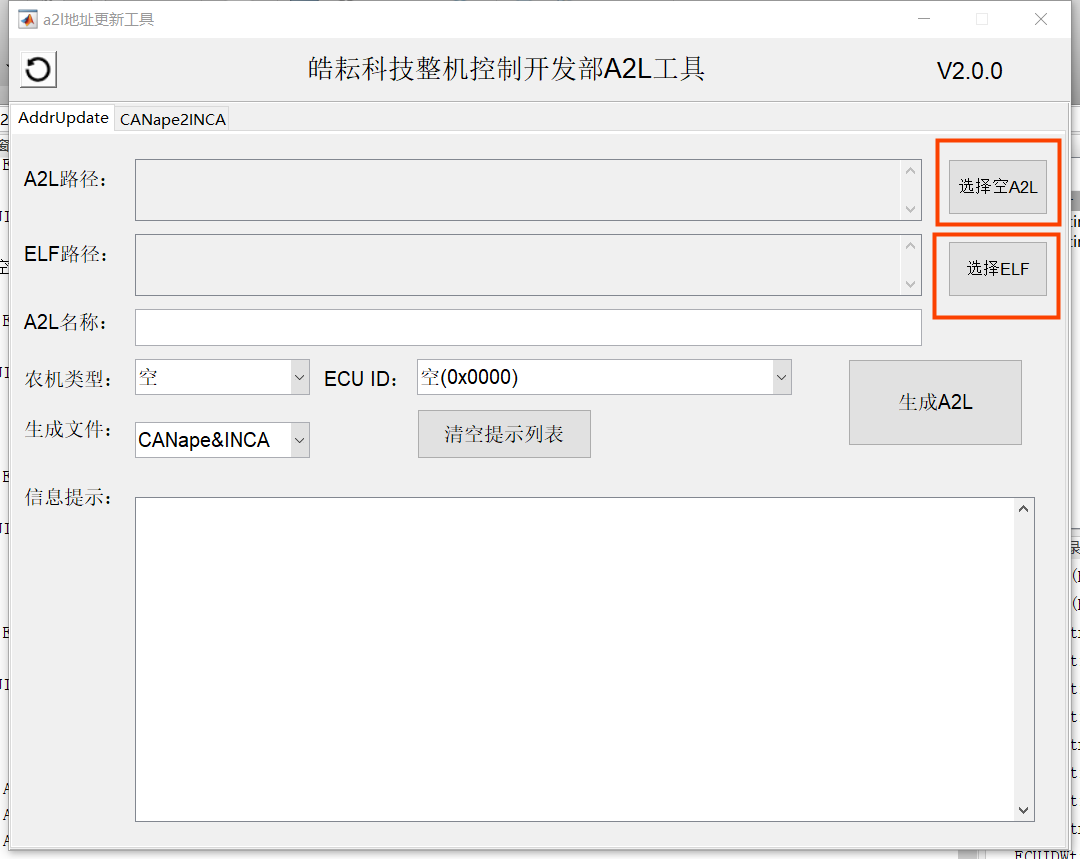 a2l地址更新工具
皓耘科技整机控制开发部A2L工具
V2.0.0
AddrUpdate
CANape2INCA
A2L路径：
选择空A2L
ELF路径：
选择ELF
A2L名称：
农机类型：
空
ECU ID：
空(0x0000)
生成A2L
生成文件：
CANape&INCA
清空提示列表
信息提示：